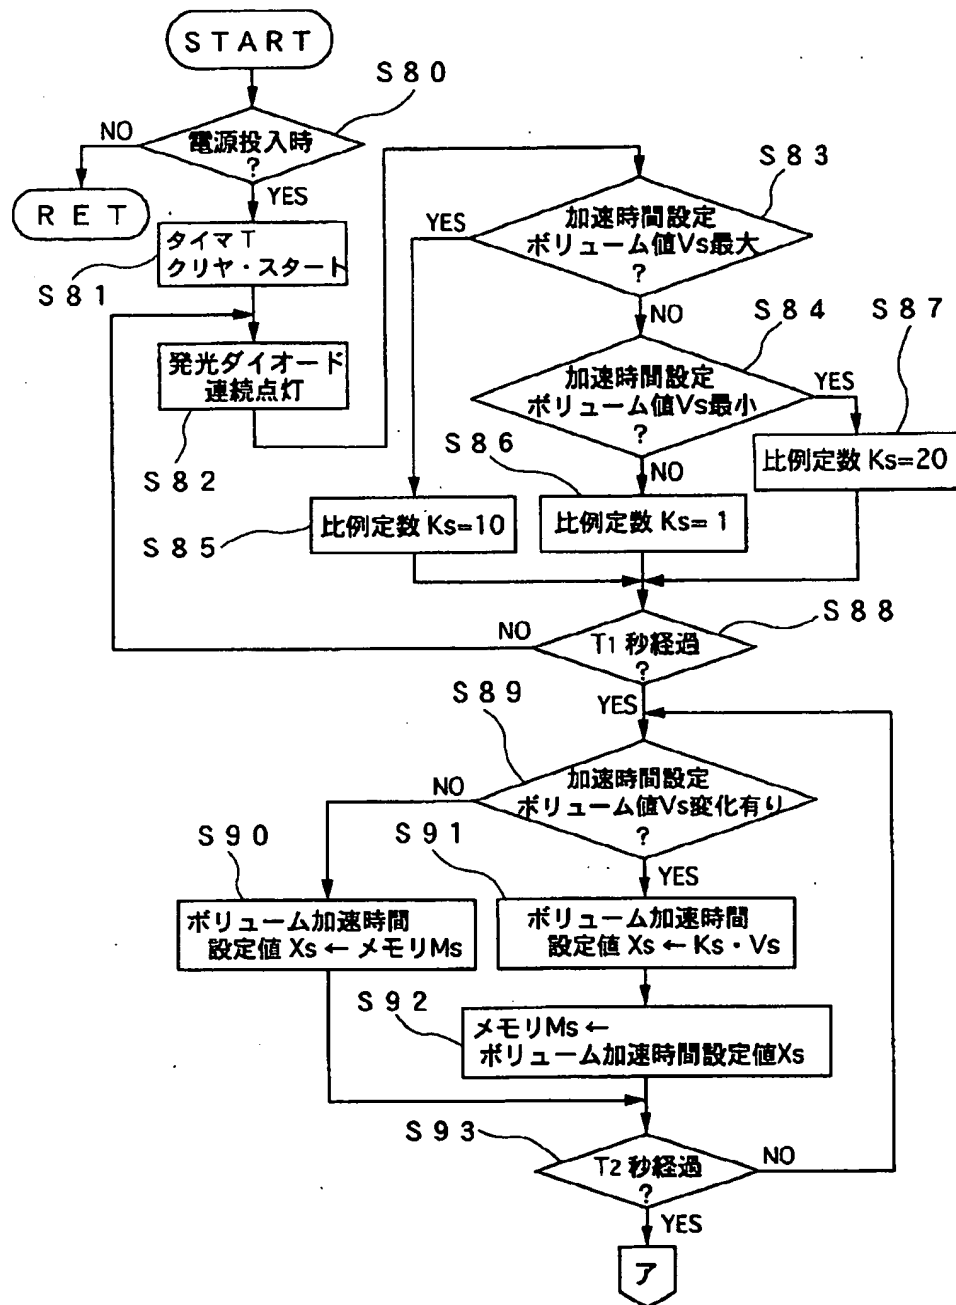 START
S80
NO
電源投入時
?
YES
RET
タイマT
クリヤ・スタート
S81
発光ダイオード
連続点灯
S82
S83
加速時間設定
ボリューム値Vs最大
?
YES
NO
S84
加速時間設定
ボリューム値Vs最小
?
YES
S87
比例定数 Ks=20
NO
S86
比例定数 Ks=1
比例定数 Ks=10
S85
S88
T1 秒経過
?
NO
YES
S89
加速時間設定
ボリューム値Vs変化有り
?
NO
YES
S90
ボリューム加速時間
設定値 Xs ← メモリMs
S91
ボリューム加速時間
設定値 Xs ← Ks・Vs
S92
メモリMs ←
ボリューム加速時間設定値Xs
S93
T2 秒経過
?
NO
YES
ア